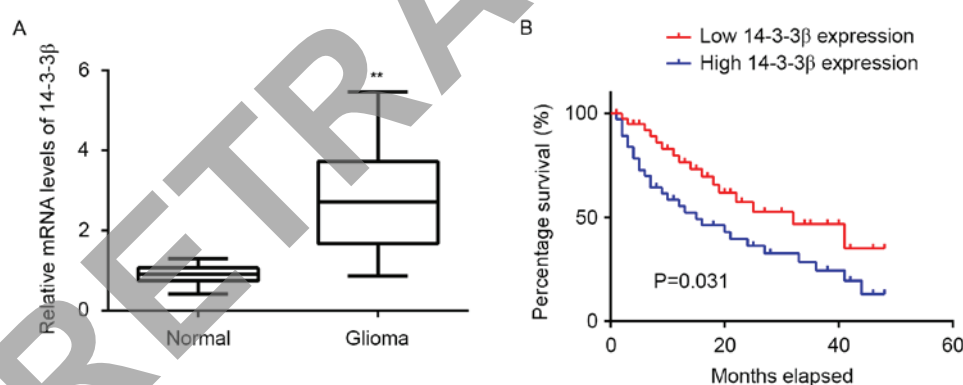 A
Relative mRNA levels of 14-3-3β
6
4
2
0
**
Normal
Glioma
B
Low 14-3-3β expression
High 14-3-3β expression
Percentage survival (%)
100
50
0
P=0.031
0 20 40 60
Months elapsed
RETRA